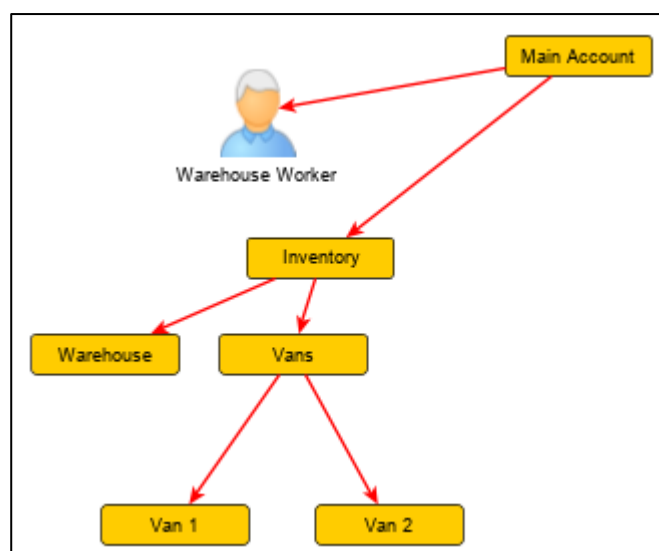 Main Account
Warehouse Worker
Inventory
Warehouse
Vans
Van 1
Van 2